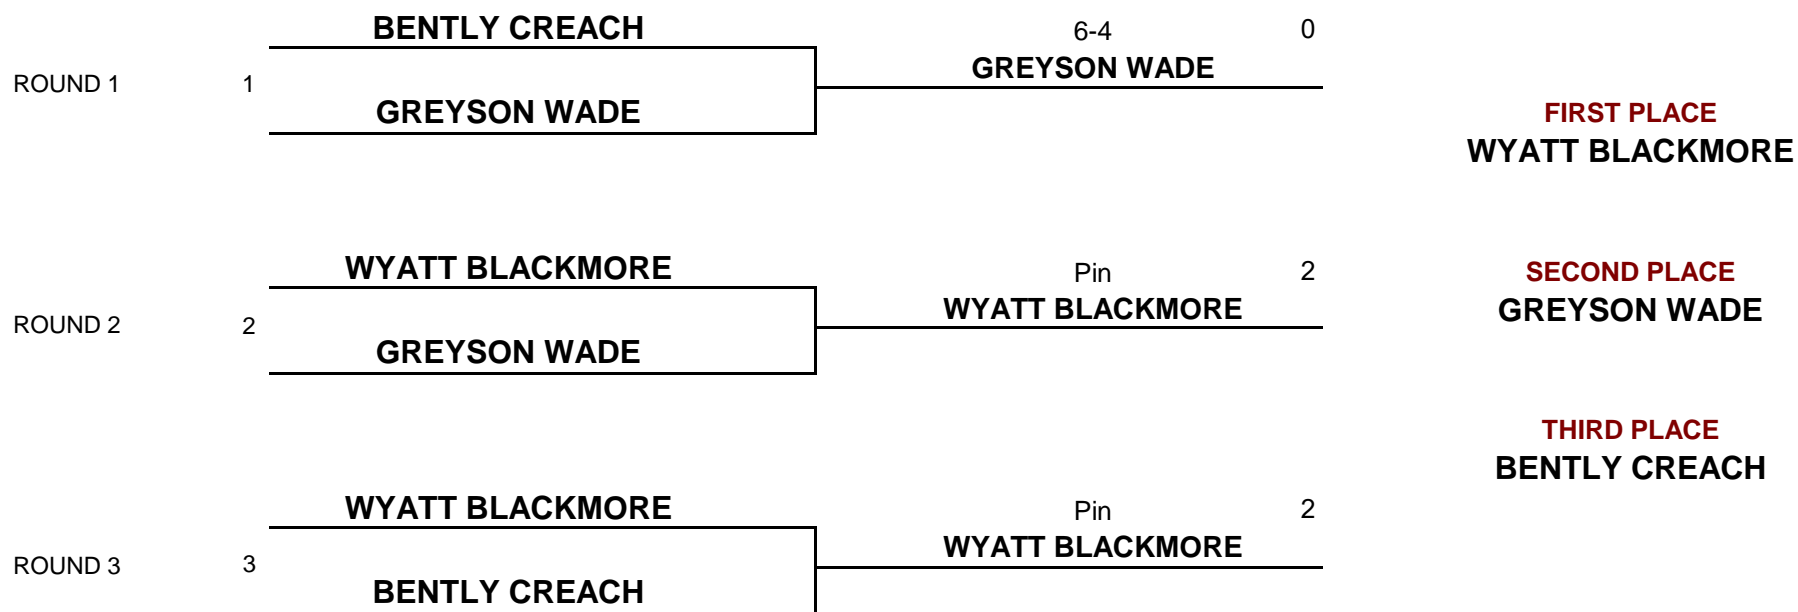 BENTLY CREACH
6-4 0
GREYSON WADE
ROUND 1 1
GREYSON WADE
FIRST PLACE
WYATT BLACKMORE
WYATT BLACKMORE
Pin 2
SECOND PLACE
WYATT BLACKMORE
GREYSON WADE
ROUND 2 2
GREYSON WADE
THIRD PLACE
BENTLY CREACH
WYATT BLACKMORE
Pin 2
WYATT BLACKMORE
ROUND 3 3
BENTLY CREACH